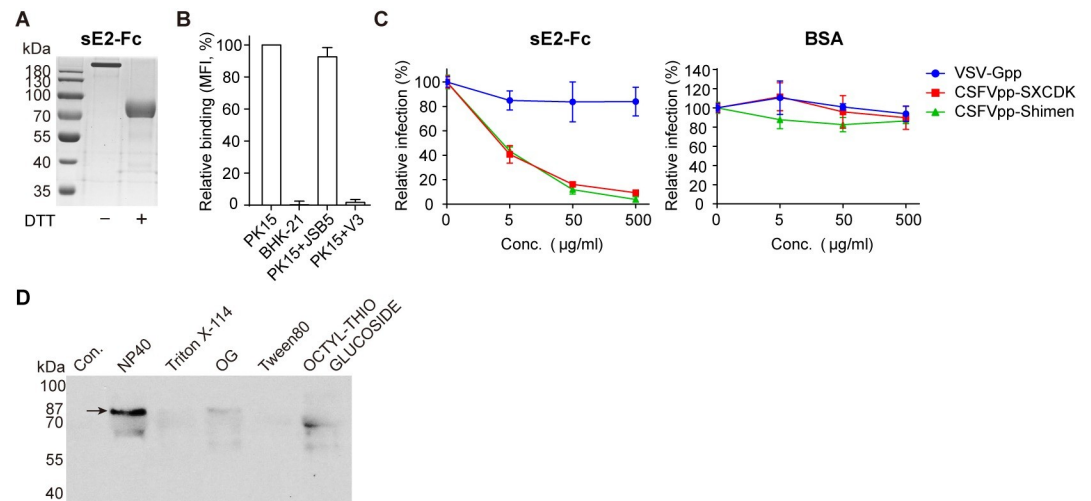 A
sE2-Fc
kDa
180
130
100
70
55
40
35
DTT
−
+
B
Relative binding (MFI, %)
100
80
60
40
20
0
PK15
BHK-21
PK15+JSB5
PK15+V3
C
sE2-Fc
Relative infection (%)
100
80
60
40
20
0
0
5
50
500
Conc. ( µg/ml)
BSA
Relative infection (%)
140
120
100
80
60
40
20
0
0
5
50
500
Conc. ( µg/ml)
VSV-Gpp
CSFVpp-SXCDK
CSFVpp-Shimen
D
kDa
Con.
NP40
Triton X-114
OG
Tween80
OCTYL-THIO
GLUCOSIDE
100
87
70
55
40